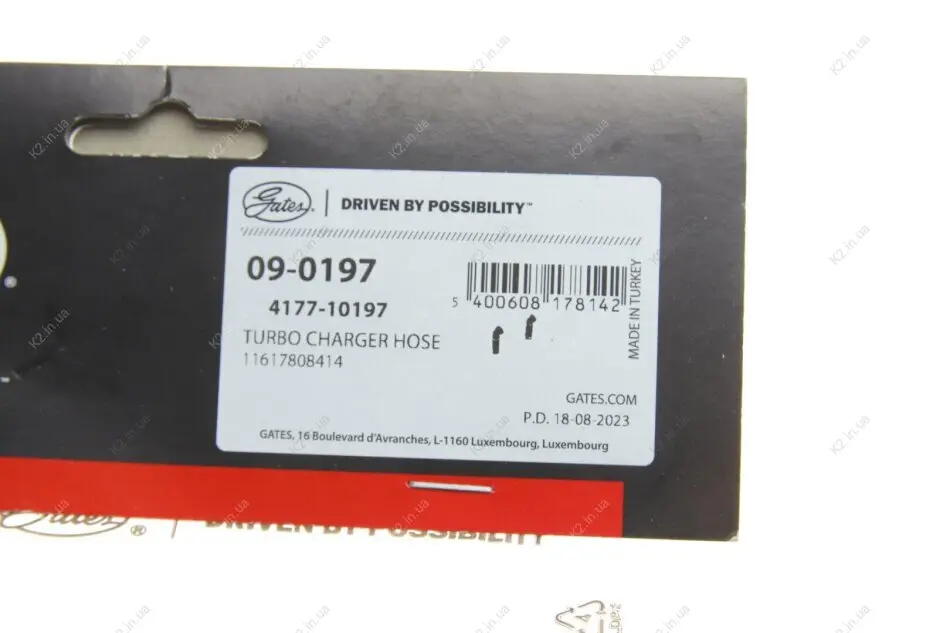 Gates. | DRIVEN BY POSSIBILITY™
09-0197
4177-10197
TURBO CHARGER HOSE
11617808414
5 400608 178142
MADE IN TURKEY
GATES.COM
P.D. 18-08-2023
GATES, 16 Boulevard d'Avranches, L-1160 Luxembourg, Luxembourg
Gates ® | DRIVEN BY POSSIBILITY
K2.in.ua